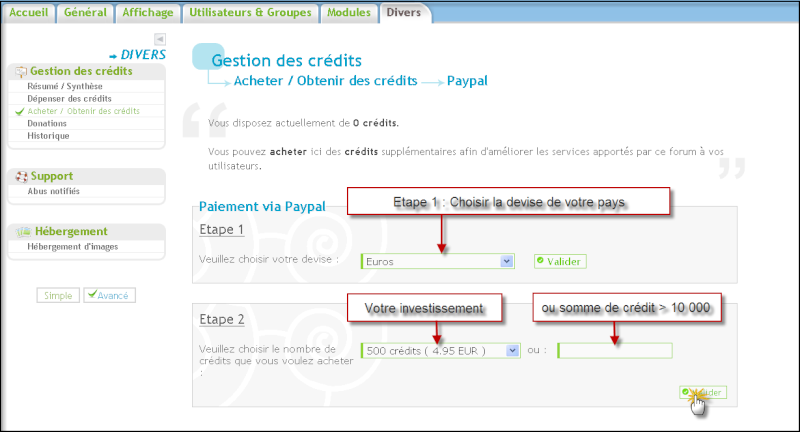 Accueil Général Affichage Utilisateurs & Groupes Modules Divers
DIVERS
Gestion des crédits
Résumé / Synthèse
Dépenser des crédits
Acheter / Obtenir des crédits
Donations
Historique
Support
Abus notifiés
Hébergement
Hébergement d'images
Simple Avancé
Gestion des crédits
Acheter / Obtenir des crédits Paypal
Vous disposez actuellement de 0 crédits.
Vous pouvez acheter ici des crédits supplémentaires afin d'améliorer les services apportés par ce forum à vos
utilisateurs.
Paiement via Paypal
Etape 1 : Choisir la devise de votre pays
Etape 1
Veuillez choisir votre devise : Euros Valider
Votre investissement
ou somme de crédit > 10 000
Etape 2
Veuillez choisir le nombre de
crédits que vous voulez acheter
:
500 crédits ( 4.95 EUR ) ou :
Valider